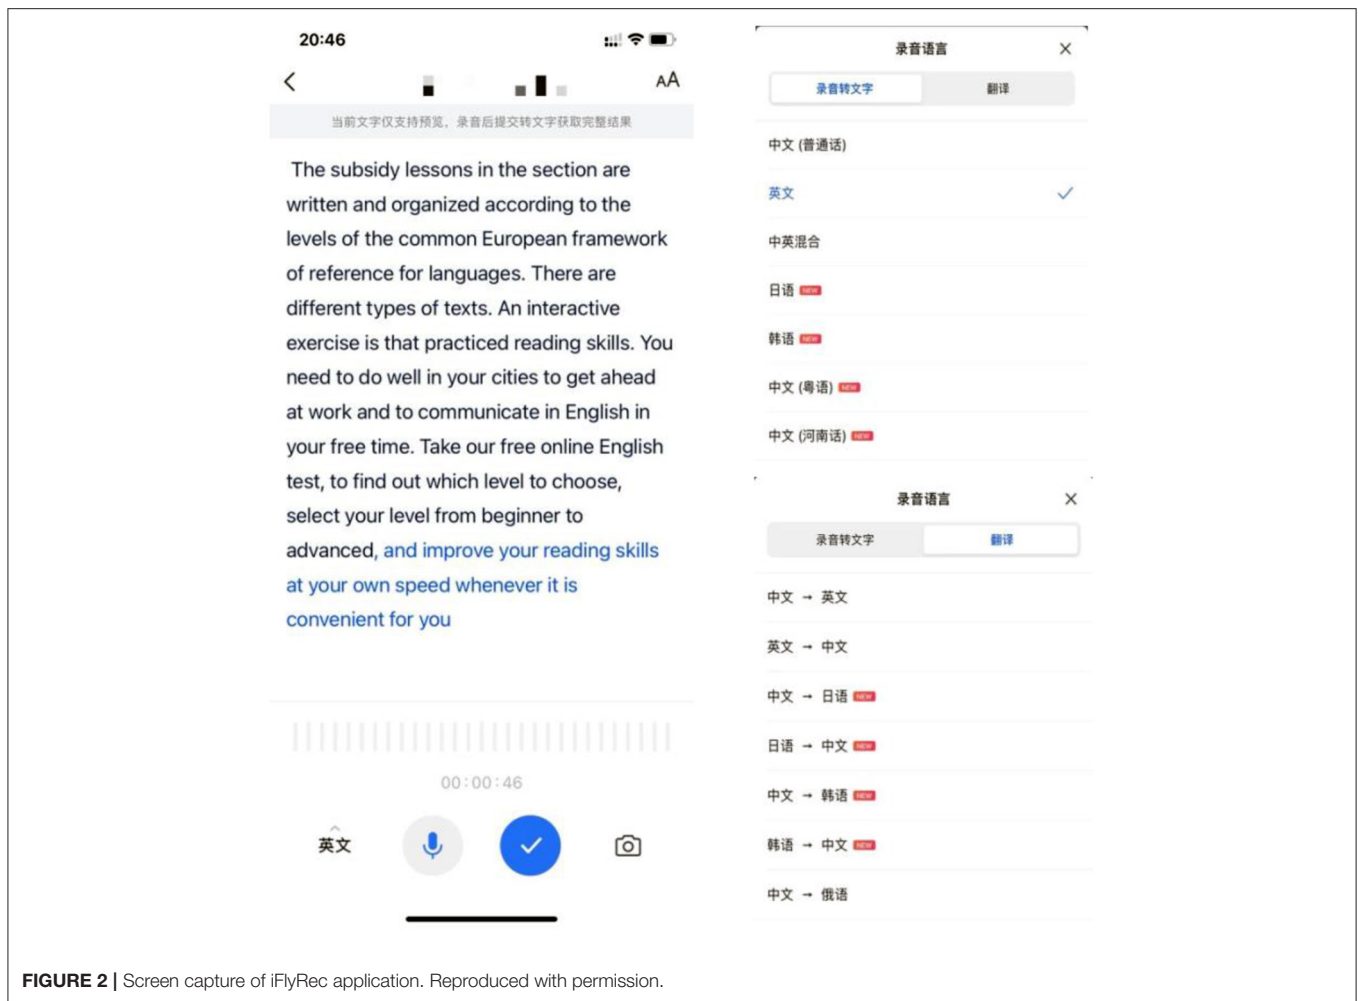 20:46
AA
当前文字仅支持预览，录音后提交转文字获取完整结果
The subsidy lessons in the section are
written and organized according to the
levels of the common European framework
of reference for languages. There are
different types of texts. An interactive
exercise is that practiced reading skills. You
need to do well in your cities to get ahead
at work and to communicate in English in
your free time. Take our free online English
test, to find out which level to choose,
select your level from beginner to
advanced, and improve your reading skills
at your own speed whenever it is
convenient for you
00:00:46
英文
录音语言
录音转文字 翻译
中文 (普通话)
英文
中英混合
日语 NEW
韩语 NEW
中文 (粤语) NEW
中文 (河南话) NEW
录音语言
录音转文字 翻译
中文 → 英文
英文 → 中文
中文 → 日语 NEW
日语 → 中文 NEW
中文 → 韩语 NEW
韩语 → 中文 NEW
中文 → 俄语
FIGURE 2 | Screen capture of iFlyRec application. Reproduced with permission.